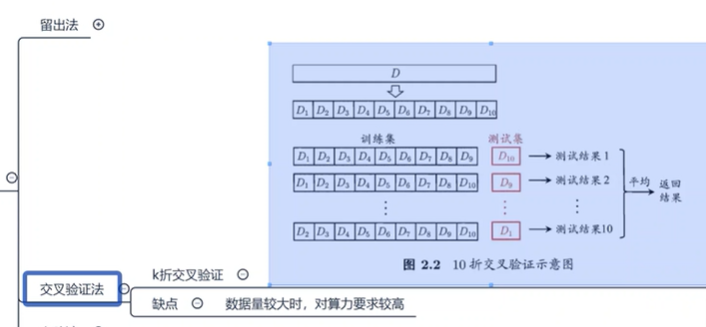 留出法
D
D1 D2 D3 D4 D5 D6 D7 D8 D9 D10
训练集 测试集
D1 D2 D3 D4 D5 D6 D7 D8 D9 D10 测试结果 1
D1 D2 D3 D4 D5 D6 D7 D8 D10 D9 测试结果 2
平均 返回
结果
⋮ ⋮ ⋮
D2 D3 D4 D5 D6 D7 D8 D9 D10 D1 测试结果10
图 2.2 10 折交叉验证示意图
k折交叉验证
交叉验证法
缺点 数据量较大时，对算力要求较高